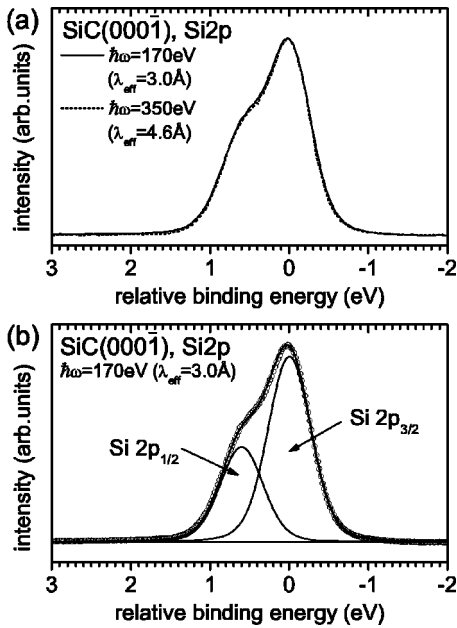 (a)
SiC(0001̄), Si2p
ℏω=170eV
(λeff=3.0Å)
ℏω=350eV
(λeff=4.6Å)
intensity (arb.units)
3 2 1 0 -1 -2
relative binding energy (eV)
(b)
SiC(0001̄), Si2p
ℏω=170eV (λeff=3.0Å)
Si 2p3/2
Si 2p1/2
intensity (arb.units)
3 2 1 0 -1 -2
relative binding energy (eV)